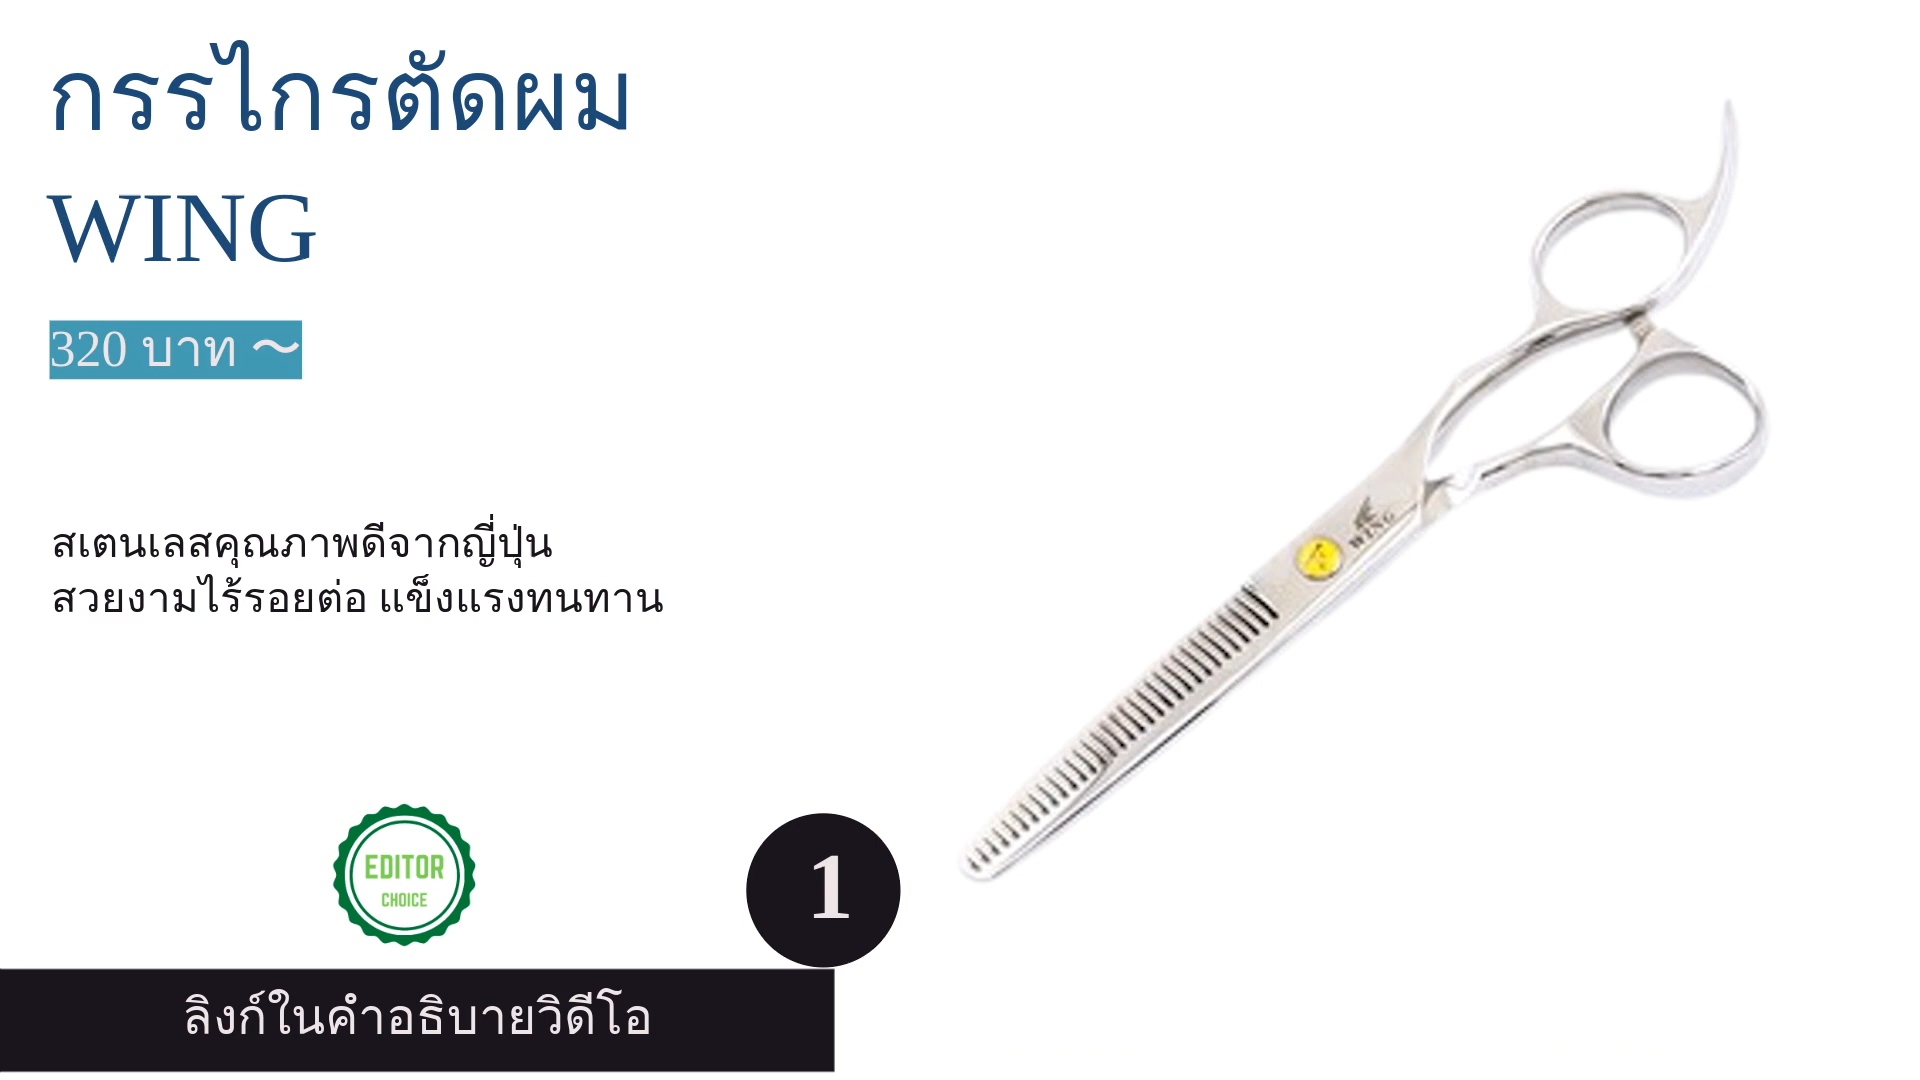 กรรไกรตัดผม
WING
320 บาท ～
สเตนเลสคุณภาพดีจากญี่ปุ่น
สวยงามไร้รอยต่อ แข็งแรงทนทาน
WING
EDITOR
CHOICE
1
ลิงก์ในคำอธิบายวิดีโอ